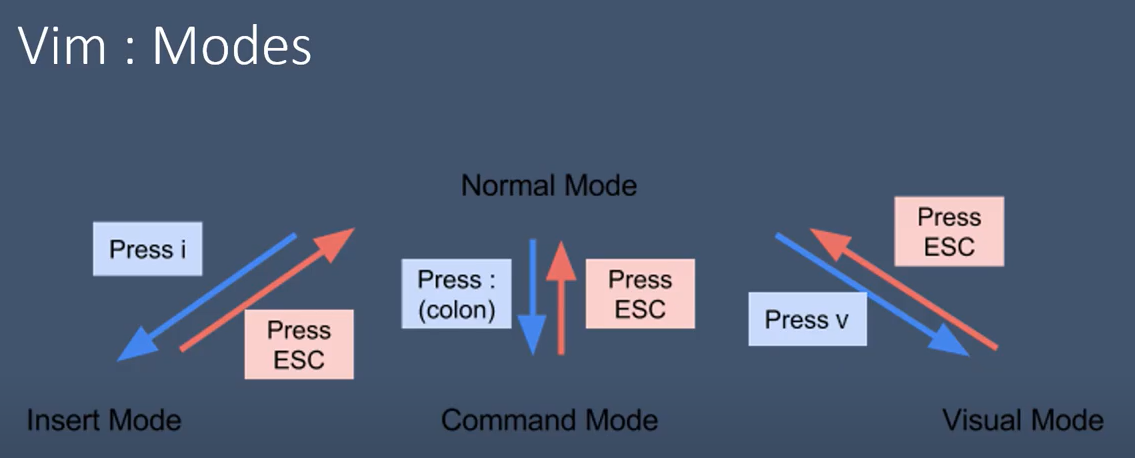 Vim : Modes
Normal Mode
Press i
Press
ESC
Press :
(colon)
Press
ESC
Press v
Press
ESC
Insert Mode
Command Mode
Visual Mode